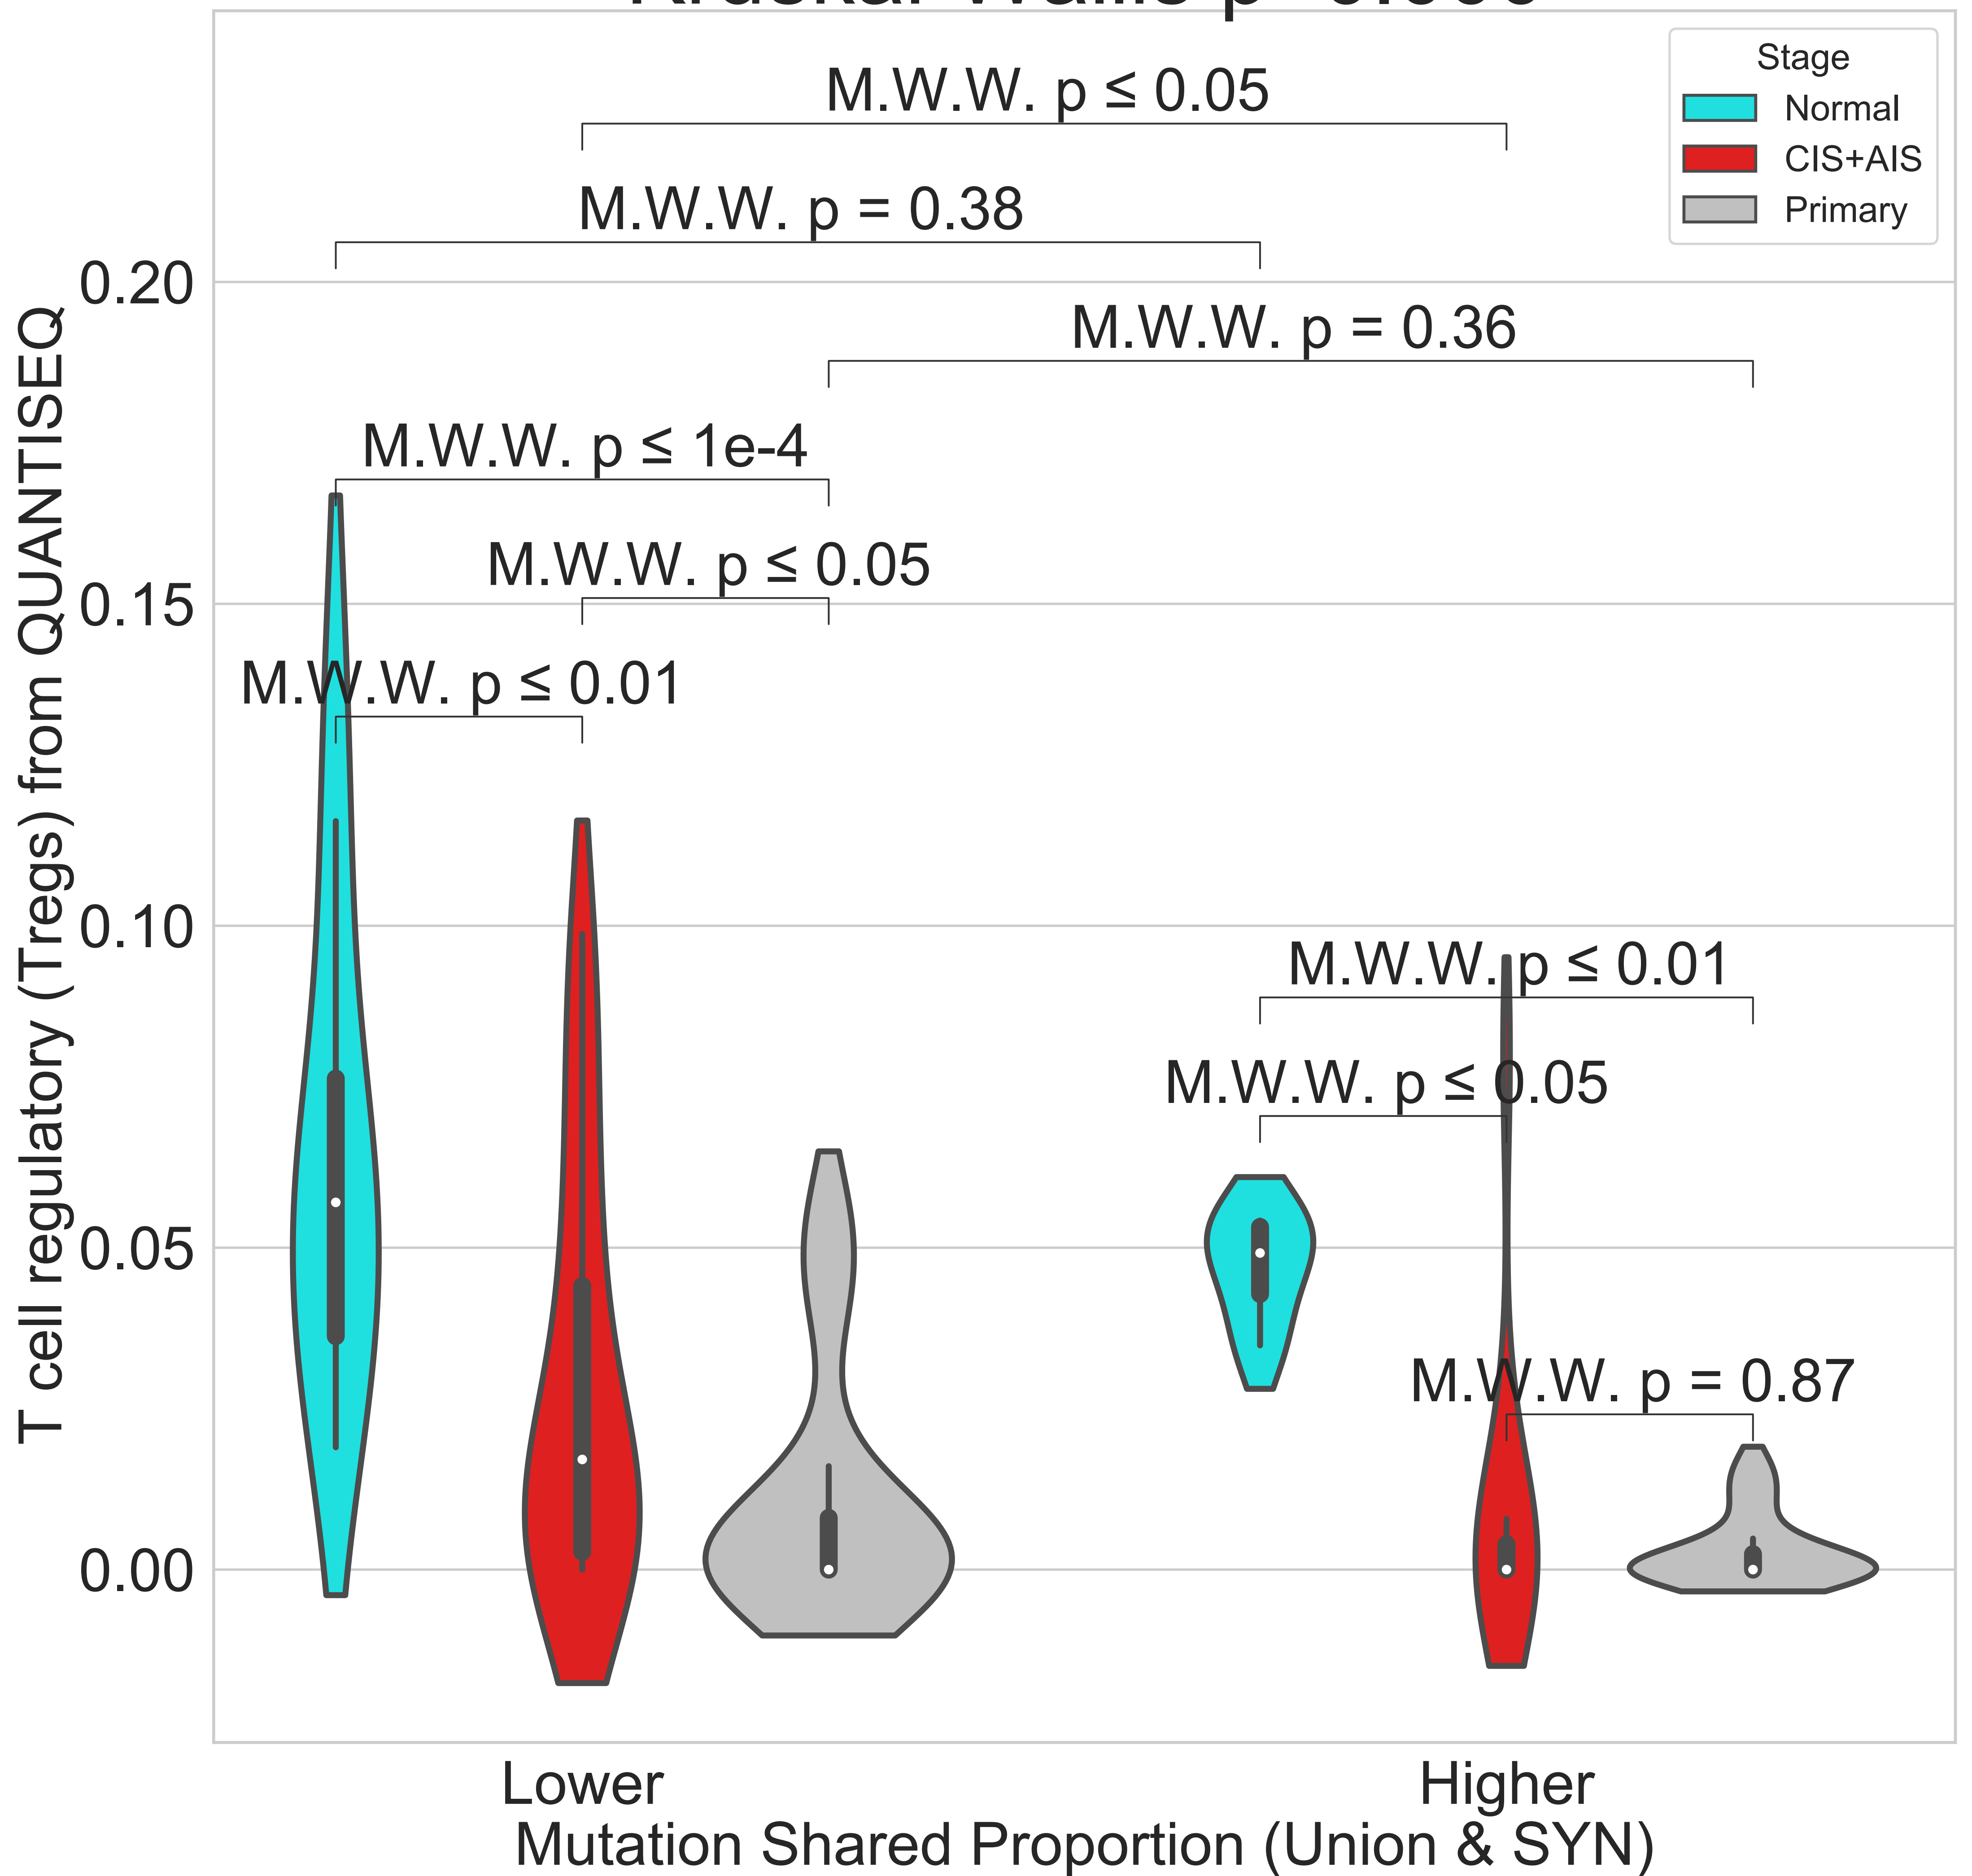 M.W.W. p ≤ 0.05
Stage
Normal
CIS+AIS
Primary
M.W.W. p = 0.38
0.20
M.W.W. p = 0.36
M.W.W. p ≤ 1e-4
M.W.W. p ≤ 0.05
0.15
M.W.W. p ≤ 0.01
0.10
M.W.W. p ≤ 0.01
M.W.W. p ≤ 0.05
0.05
M.W.W. p = 0.87
0.00
T cell regulatory (Tregs) from QUANTISEQ
Lower
Higher
Mutation Shared Proportion (Union & SYN)